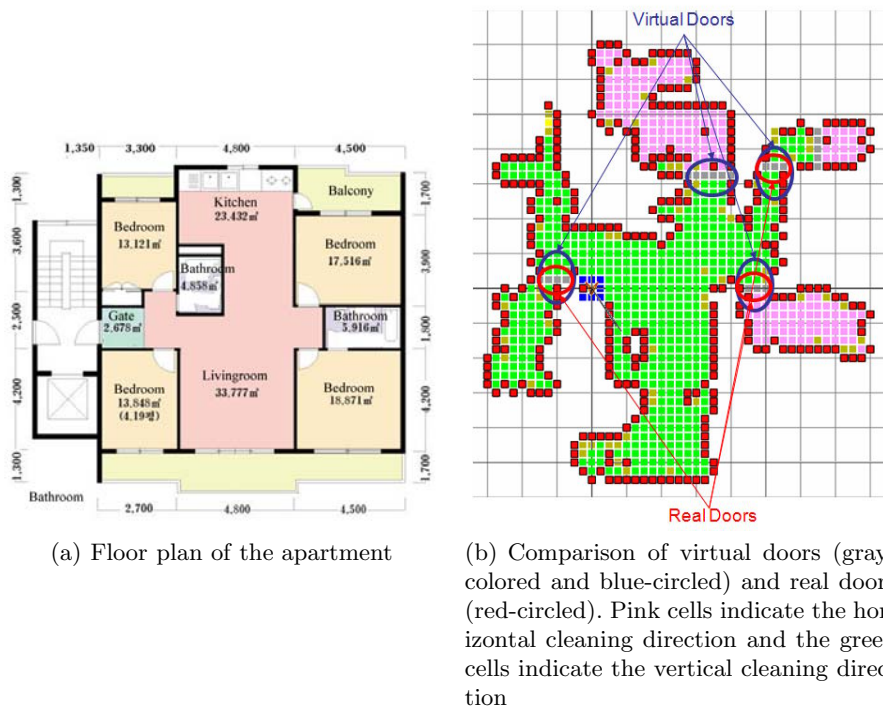 Virtual Doors
1,350
3,300
4,800
4,500
1,300
3,600
2,500
4,200
1,300
1,700
3,900
1,800
4,200
1,700
Kitchen
23.432㎡
Balcony
Bedroom
13.121㎡
Bedroom
17,516㎡
Bathroom
4.858㎡
Gate
2,678㎡
Bathroom
5,916㎡
Livingroom
33,777㎡
Bedroom
13,848㎡
(4.19평)
Bedroom
18,871㎡
Bathroom
2,700
4,800
4,500
Real Doors
(a) Floor plan of the apartment
(b) Comparison of virtual doors (gray
colored and blue-circled) and real door
(red-circled). Pink cells indicate the hor
izontal cleaning direction and the gree
cells indicate the vertical cleaning direc
tion